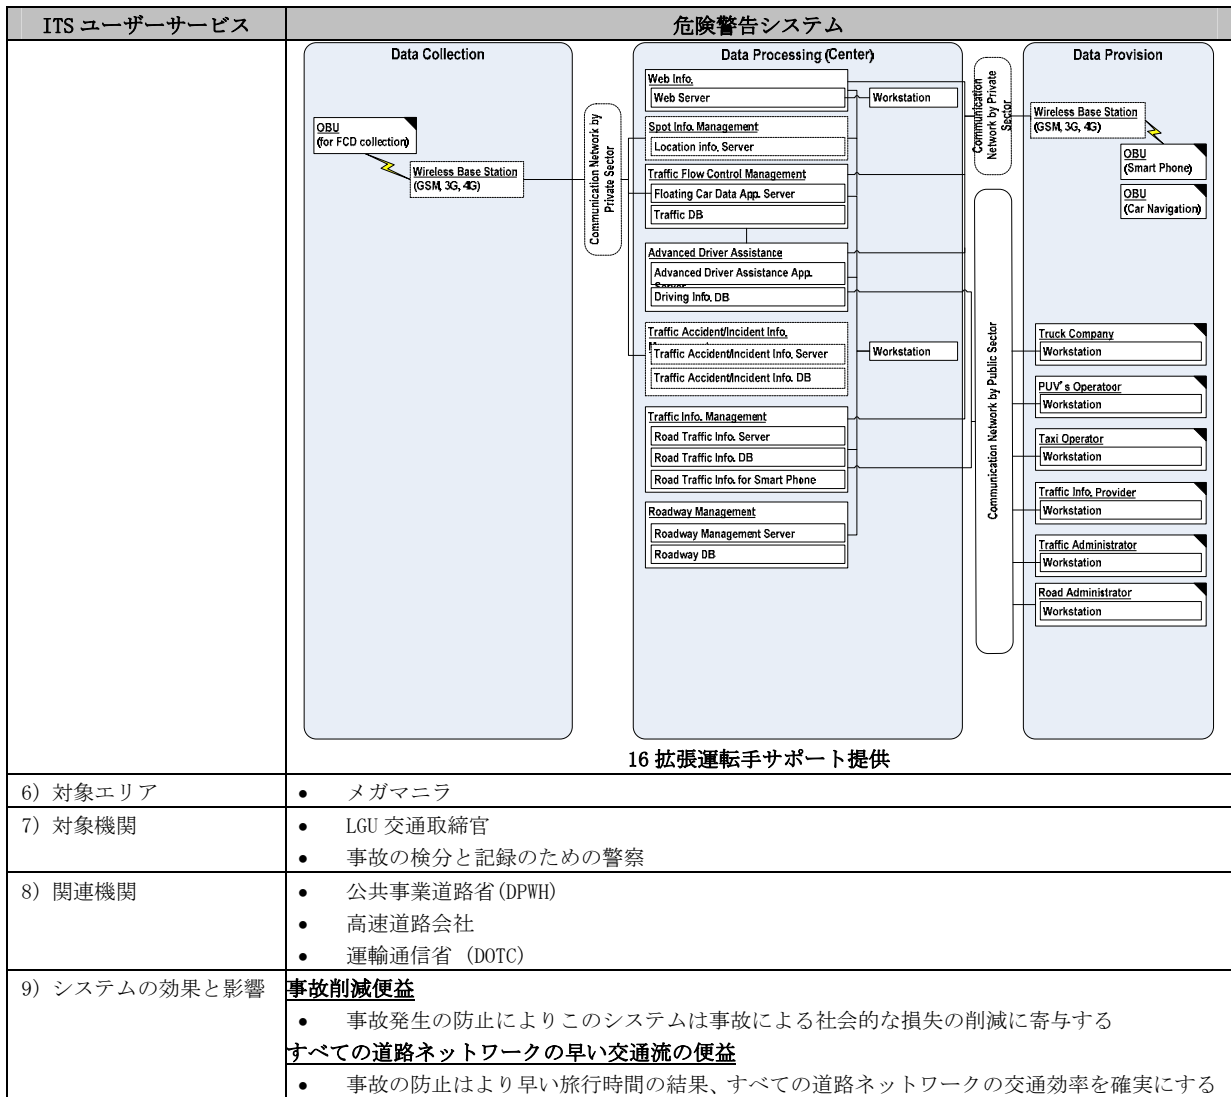 ITS ユーザーサービス
危険警告システム
Data Collection
OBU
(for FCD collection)
Wireless Base Station
(GSM, 3G, 4G)
Communication Network by
Private Sector
Data Processing (Center)
Web Info.
Web Server
Workstation
Spot Info. Management
Location info. Server
Traffic Flow Control Management
Floating Car Data App. Server
Traffic DB
Advanced Driver Assistance
Advanced Driver Assistance App.
Driving Info. DB
Traffic Accident/Incident Info.
Traffic Accident/Incident Info. Server
Traffic Accident/Incident Info. DB
Workstation
Traffic Info. Management
Road Traffic Info. Server
Road Traffic Info. DB
Road Traffic Info. for Smart Phone
Roadway Management
Roadway Management Server
Roadway DB
Communication
Network by Private
Sector
Communication Network by Public Sector
Data Provision
Wireless Base Station
(GSM, 3G, 4G)
OBU
(Smart Phone)
OBU
(Car Navigation)
Truck Company
Workstation
PUV's Operatoor
Workstation
Taxi Operator
Workstation
Traffic Info. Provider
Workstation
Traffic Administrator
Workstation
Road Administrator
Workstation
16 拡張運転手サポート提供
6) 対象エリア
• メガマニラ
7) 対象機関
• LGU 交通取締官
• 事故の検分と記録のための警察
8) 関連機関
• 公共事業道路省(DPWH)
• 高速道路会社
• 運輸通信省 (DOTC)
9) システムの効果と影響
事故削減便益
• 事故発生の防止によりこのシステムは事故による社会的な損失の削減に寄与する
すべての道路ネットワークの早い交通流の便益
• 事故の防止はより早い旅行時間の結果、すべての道路ネットワークの交通効率を確実にする